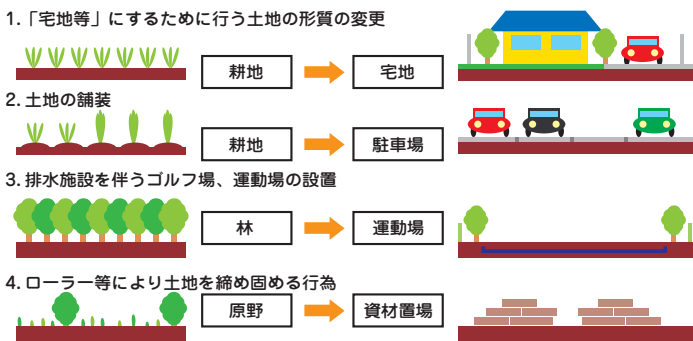 1.「宅地等」にするために行う土地の形質の変更
耕地
宅地
2. 土地の舗装
耕地
駐車場
3. 排水施設を伴うゴルフ場、運動場の設置
林
運動場
4. ローラー等により土地を締め固める行為
原野
資材置場